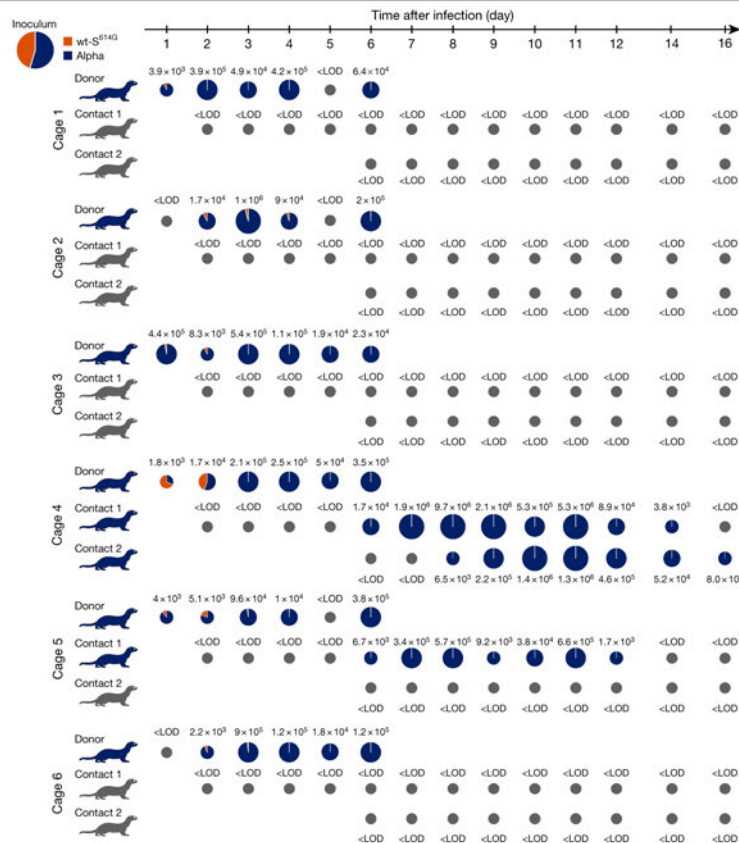 Time after infection (day)
Inoculum
1 2 3 4 5 6 7 8 9 10 11 12 14 16
wt-S⁶¹⁴ᴳ
Alpha
Cage 1
Donor
3.9 × 10³ 3.9 × 10⁵ 4.9 × 10⁴ 4.2 × 10⁵ <LOD 6.4 × 10⁴
Contact 1
<LOD <LOD <LOD <LOD <LOD <LOD <LOD <LOD <LOD <LOD <LOD <LOD <LOD
Contact 2
<LOD <LOD <LOD <LOD <LOD <LOD <LOD <LOD <LOD
Cage 2
<LOD 1.7 × 10⁴ 1 × 10⁶ 9 × 10⁴ <LOD 2 × 10⁵
Donor
Contact 1
<LOD <LOD <LOD <LOD <LOD <LOD <LOD <LOD <LOD <LOD <LOD <LOD <LOD
Contact 2
<LOD <LOD <LOD <LOD <LOD <LOD <LOD <LOD <LOD
Cage 3
4.4 × 10⁵ 8.3 × 10³ 5.4 × 10⁵ 1.1 × 10⁵ 1.9 × 10⁴ 2.3 × 10⁴
Donor
Contact 1
<LOD <LOD <LOD <LOD <LOD <LOD <LOD <LOD <LOD <LOD <LOD <LOD <LOD
Contact 2
<LOD <LOD <LOD <LOD <LOD <LOD <LOD <LOD <LOD
Cage 4
1.8 × 10³ 1.7 × 10⁴ 2.1 × 10⁵ 2.5 × 10⁵ 5 × 10⁴ 3.5 × 10⁵
Donor
Contact 1
<LOD <LOD <LOD <LOD 1.7 × 10⁴ 1.9 × 10⁶ 9.7 × 10⁶ 2.1 × 10⁶ 5.3 × 10⁵ 5.3 × 10⁶ 8.9 × 10⁴ 3.8 × 10³ <LOD
Contact 2
<LOD <LOD 6.5 × 10³ 2.2 × 10⁵ 1.4 × 10⁶ 1.3 × 10⁶ 4.6 × 10⁵ 5.2 × 10⁴ 8.0 × 10
Cage 5
4 × 10³ 5.1 × 10³ 9.6 × 10⁴ 1 × 10⁴ <LOD 3.8 × 10⁵
Donor
Contact 1
<LOD <LOD <LOD <LOD 6.7 × 10³ 3.4 × 10⁵ 5.7 × 10⁵ 9.2 × 10³ 3.8 × 10⁴ 6.6 × 10⁵ 1.7 × 10³ <LOD <LOD
Contact 2
<LOD <LOD <LOD <LOD <LOD <LOD <LOD <LOD <LOD
Cage 6
<LOD 2.2 × 10³ 9 × 10⁵ 1.2 × 10⁵ 1.8 × 10⁴ 1.2 × 10⁵
Donor
Contact 1
<LOD <LOD <LOD <LOD <LOD <LOD <LOD <LOD <LOD <LOD <LOD <LOD <LOD
Contact 2
<LOD <LOD <LOD <LOD <LOD <LOD <LOD <LOD <LOD